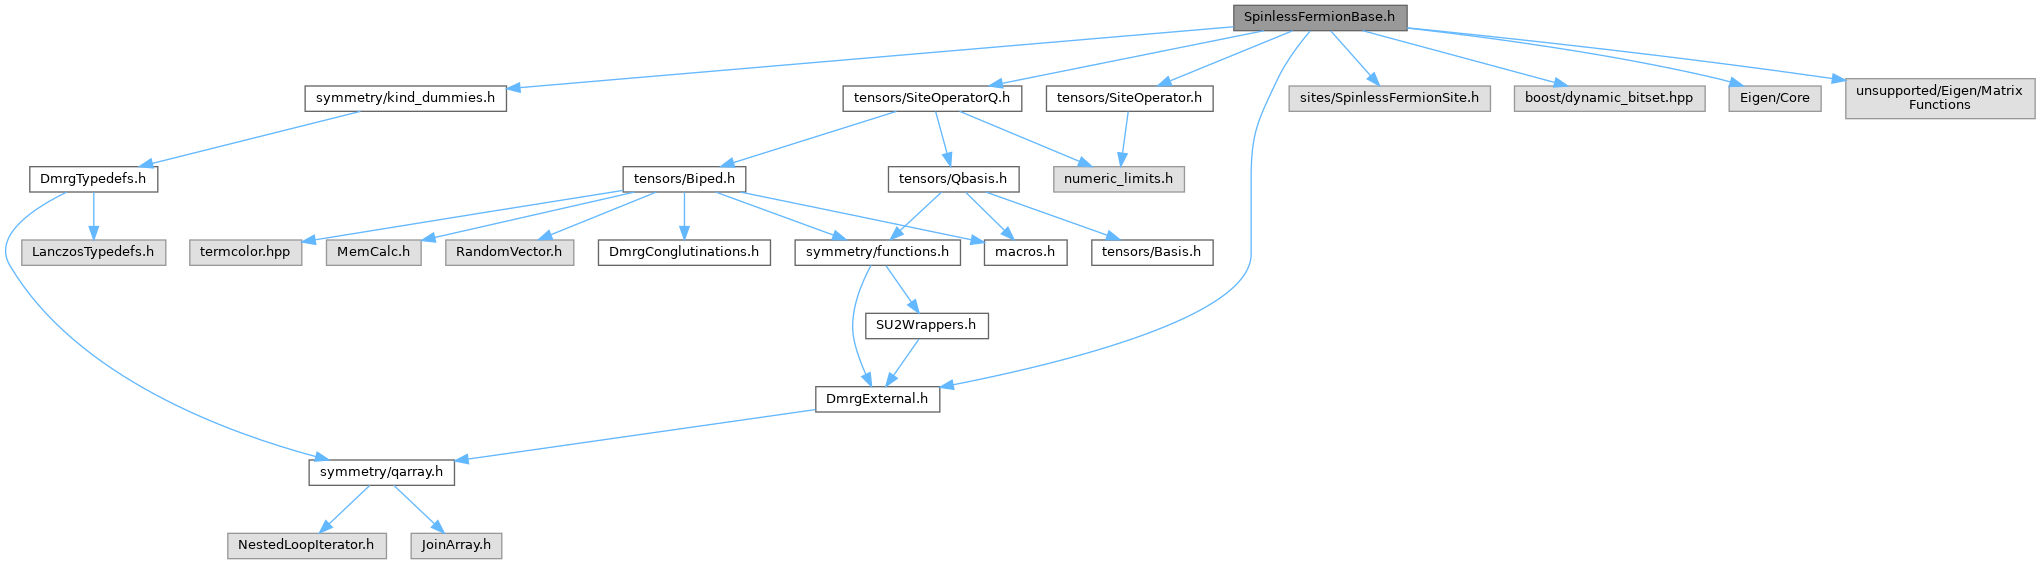 SpinlessFermionBase.h
symmetry/kind_dummies.h
tensors/SiteOperatorQ.h
tensors/SiteOperator.h
sites/SpinlessFermionSite.h
boost/dynamic_bitset.hpp
Eigen/Core
unsupported/Eigen/Matrix
Functions
DmrgTypedefs.h
tensors/Biped.h
tensors/Qbasis.h
numeric_limits.h
LanczosTypedefs.h
termcolor.hpp
MemCalc.h
RandomVector.h
DmrgConglutinations.h
symmetry/functions.h
macros.h
tensors/Basis.h
SU2Wrappers.h
DmrgExternal.h
symmetry/qarray.h
NestedLoopIterator.h
JoinArray.h